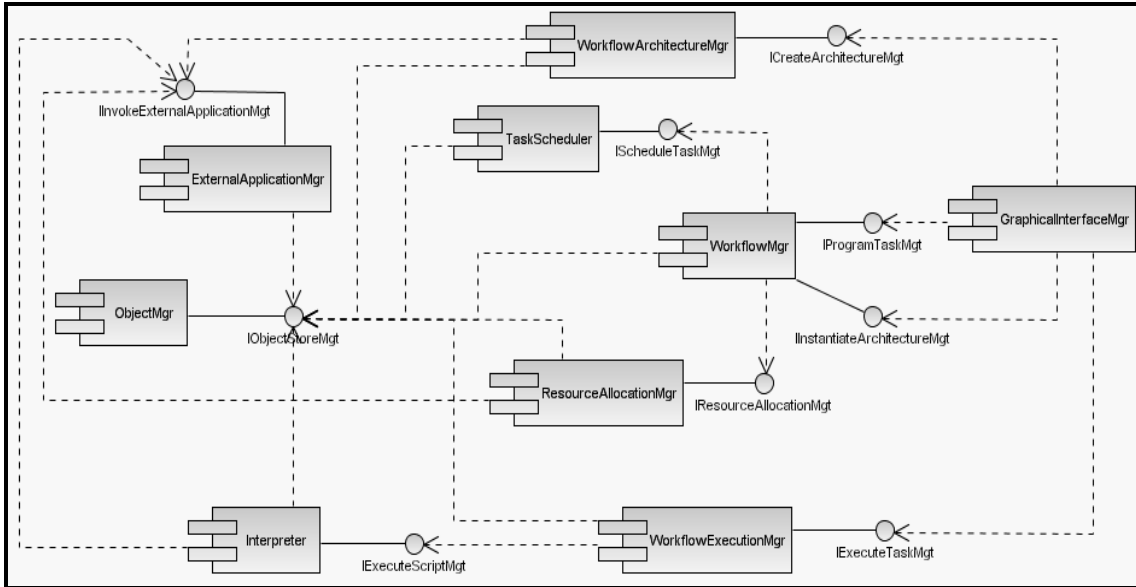 WorkflowArchitectureMgr
ICreateArchitectureMgt
IInvokeExternalApplicationMgt
TaskScheduler
IScheduleTaskMgt
ExternalApplicationMgr
GraphicalInterfaceMgr
WorkflowMgr
IProgramTaskMgt
ObjectMgr
IObjectStoreMgt
IInstantiateArchitectureMgt
ResourceAllocationMgr
IResourceAllocationMgt
Interpreter
IExecuteScriptMgt
WorkflowExecutionMgr
IExecuteTaskMgt